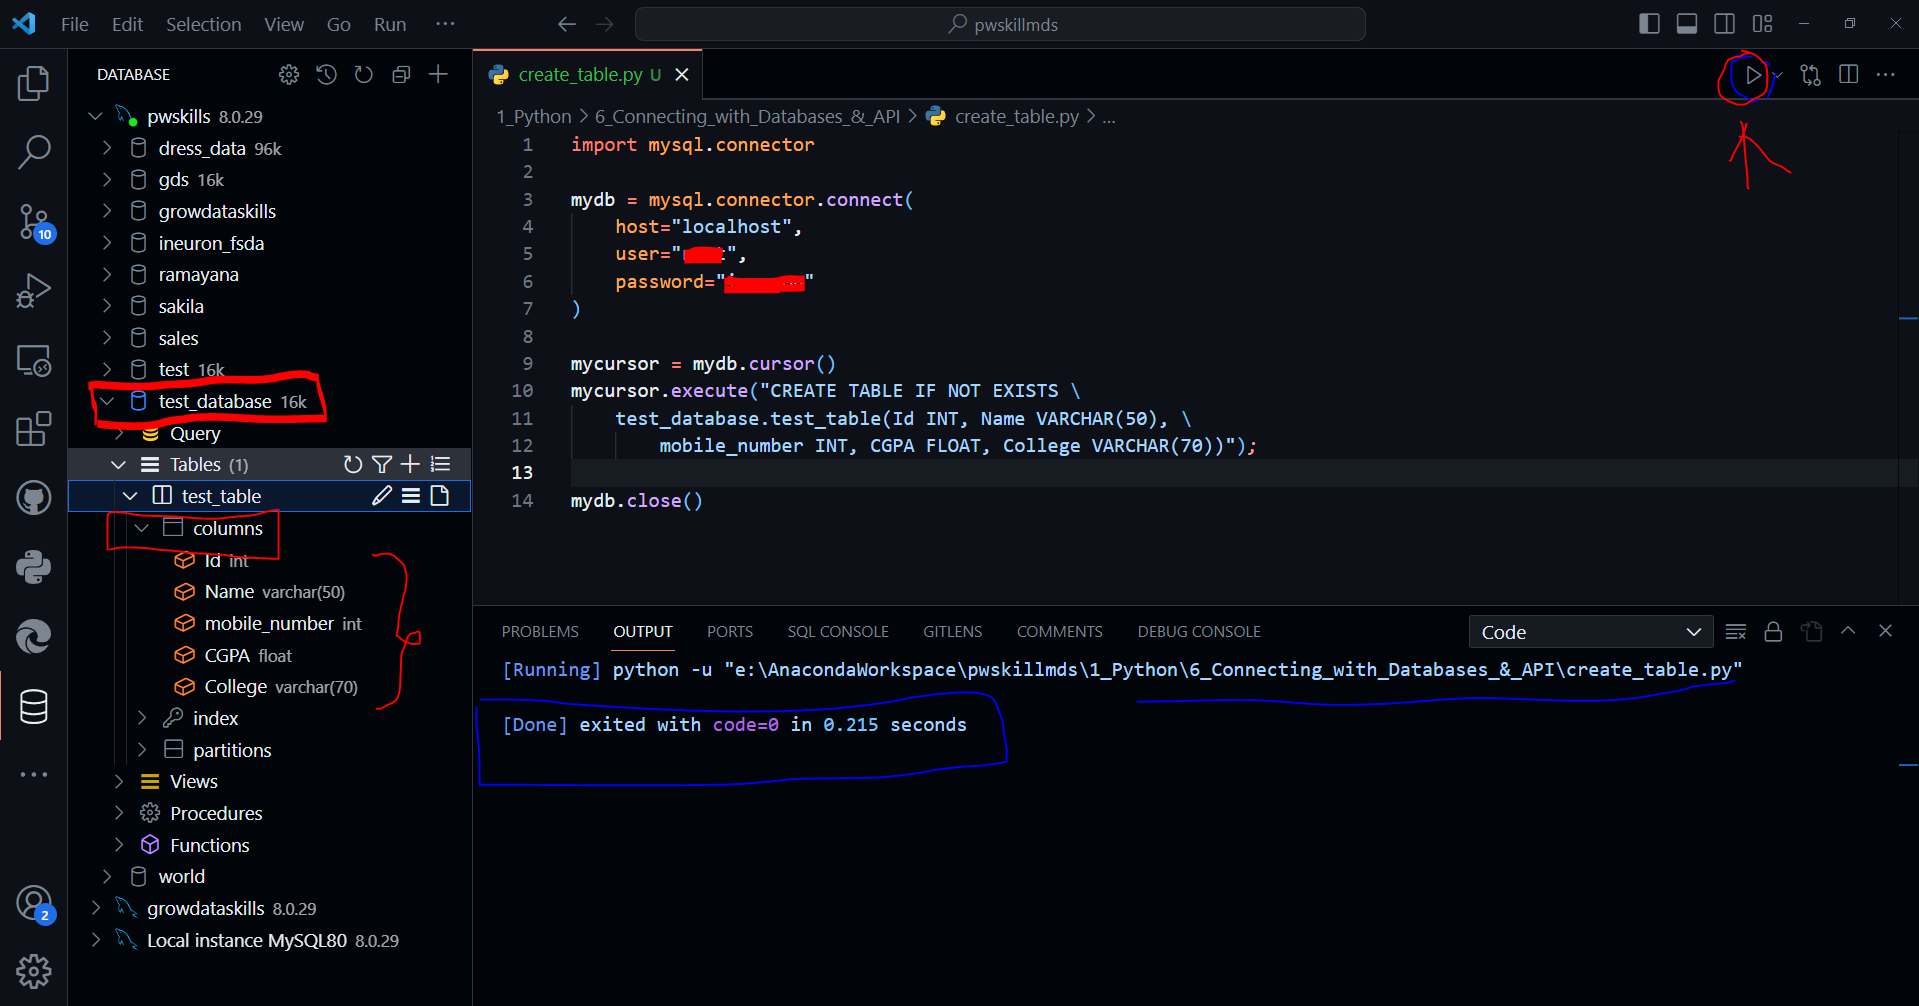 File Edit Selection View Go Run ···
pwskillmds
DATABASE
pwskills 8.0.29
dress_data 96k
gds 16k
growdataskills
ineuron_fsda
ramayana
sakila
sales
test 16k
test_database 16k
Query
Tables (1)
test_table
columns
Id int
Name varchar(50)
mobile_number int
CGPA float
College varchar(70)
index
partitions
Views
Procedures
Functions
world
growdataskills 8.0.29
Local instance MySQL80 8.0.29
10
2
create_table.py U
1_Python > 6_Connecting_with_Databases_&_API > create_table.py > ...
1 import mysql.connector
2
3 mydb = mysql.connector.connect(
4 host="localhost",
5 user="",
6 password=""
7 )
8
9 mycursor = mydb.cursor()
10 mycursor.execute("CREATE TABLE IF NOT EXISTS \
11 test_database.test_table(Id INT, Name VARCHAR(50), \
12 mobile_number INT, CGPA FLOAT, College VARCHAR(70))");
13
14 mydb.close()
PROBLEMS OUTPUT PORTS SQL CONSOLE GITLENS COMMENTS DEBUG CONSOLE
Code
[Running] python -u "e:\AnacondaWorkspace\pwskillmds\1_Python\6_Connecting_with_Databases_&_API\create_table.py"
[Done] exited with code=0 in 0.215 seconds